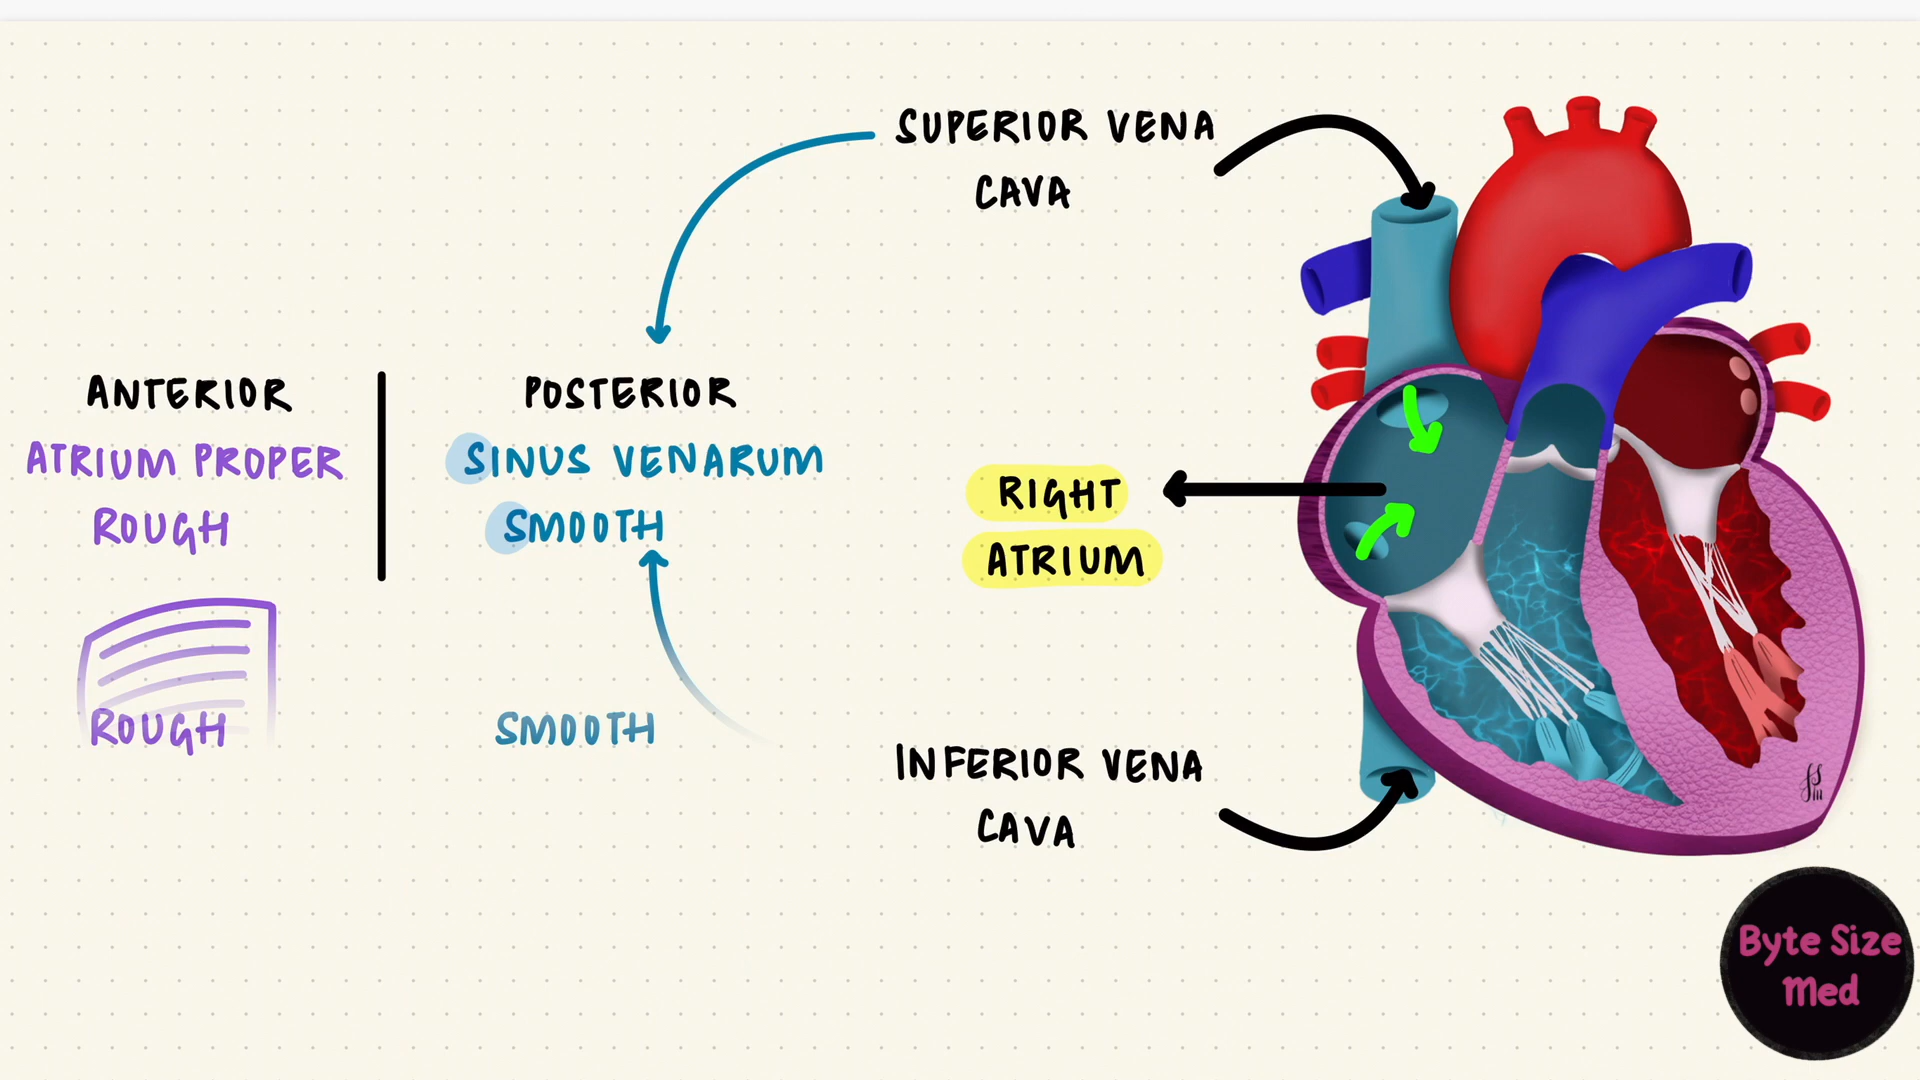 SUPERIOR VENA
CAVA
ANTERIOR
ATRIUM PROPER
ROUGH
POSTERIOR
SINUS VENARUM
SMOOTH
RIGHT
ATRIUM
ROUGH
SMOOTH
INFERIOR VENA
CAVA
Byte Size
Med